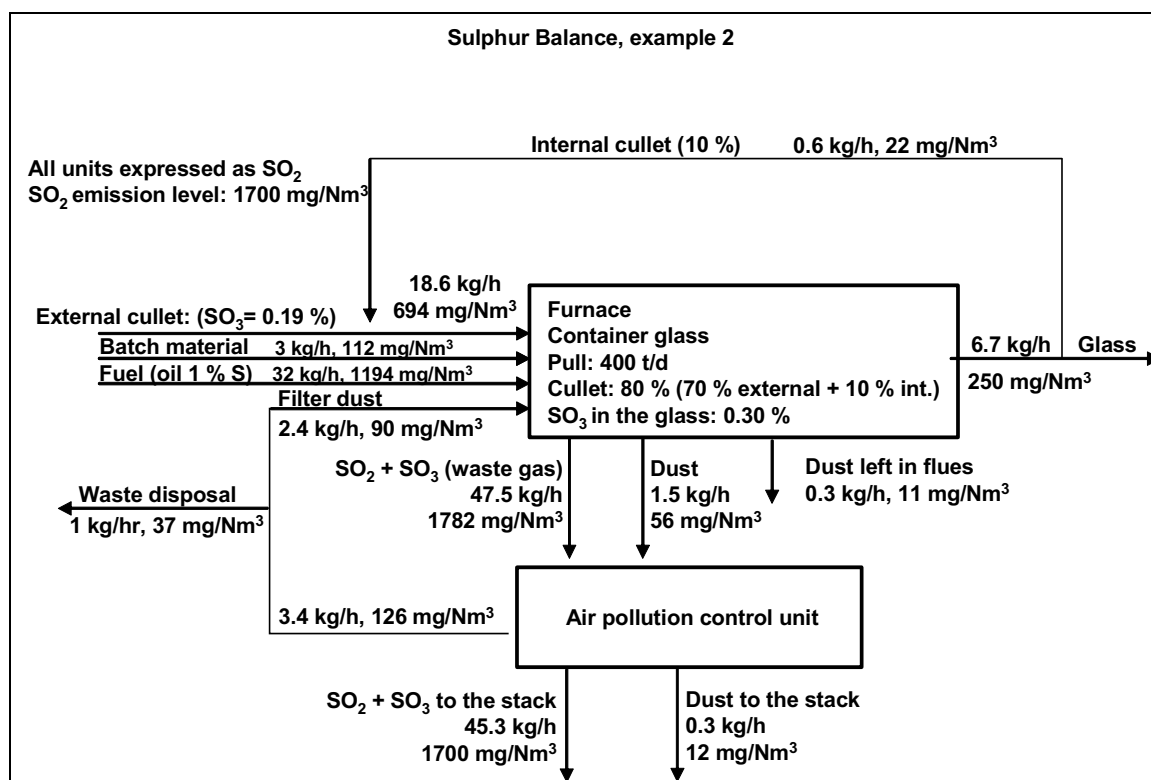 Sulphur Balance, example 2
Internal cullet (10 %) 0.6 kg/h, 22 mg/Nm³
All units expressed as SO₂
SO₂ emission level: 1700 mg/Nm³
18.6 kg/h
694 mg/Nm³
External cullet: (SO₃= 0.19 %)
Batch material 3 kg/h, 112 mg/Nm³
Fuel (oil 1 % S) 32 kg/h, 1194 mg/Nm³
Filter dust
2.4 kg/h, 90 mg/Nm³
Furnace
Container glass
Pull: 400 t/d
Cullet: 80 % (70 % external + 10 % int.)
SO₃ in the glass: 0.30 %
6.7 kg/h Glass
250 mg/Nm³
SO₂ + SO₃ (waste gas)
47.5 kg/h
1782 mg/Nm³
Dust
1.5 kg/h
56 mg/Nm³
Dust left in flues
0.3 kg/h, 11 mg/Nm³
Waste disposal
1 kg/hr, 37 mg/Nm³
3.4 kg/h, 126 mg/Nm³
Air pollution control unit
SO₂ + SO₃ to the stack
45.3 kg/h
1700 mg/Nm³
Dust to the stack
0.3 kg/h
12 mg/Nm³